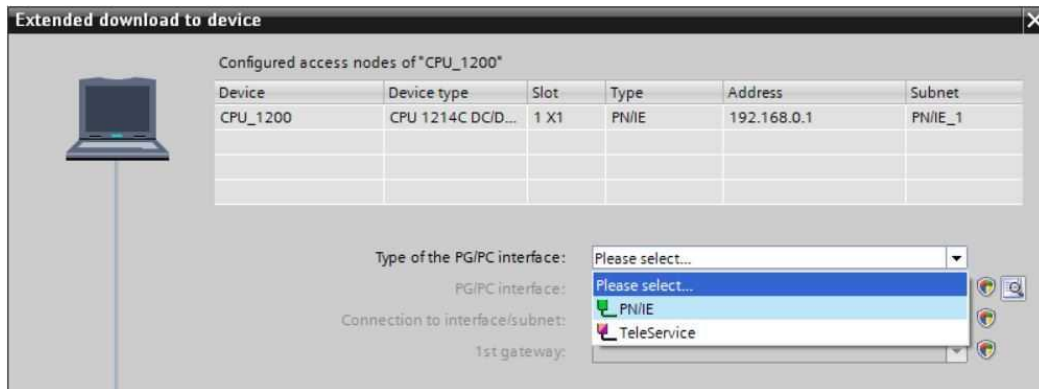 Extended download to device
Configured access nodes of "CPU_1200"
Device Device type Slot Type Address Subnet
CPU_1200 CPU 1214C DC/D... 1 X1 PN/IE 192.168.0.1 PN/IE_1
Type of the PG/PC interface: Please select...
PG/PC interface: Please select...
PN/IE
Connection to interface/subnet: TeleService
1st gateway: